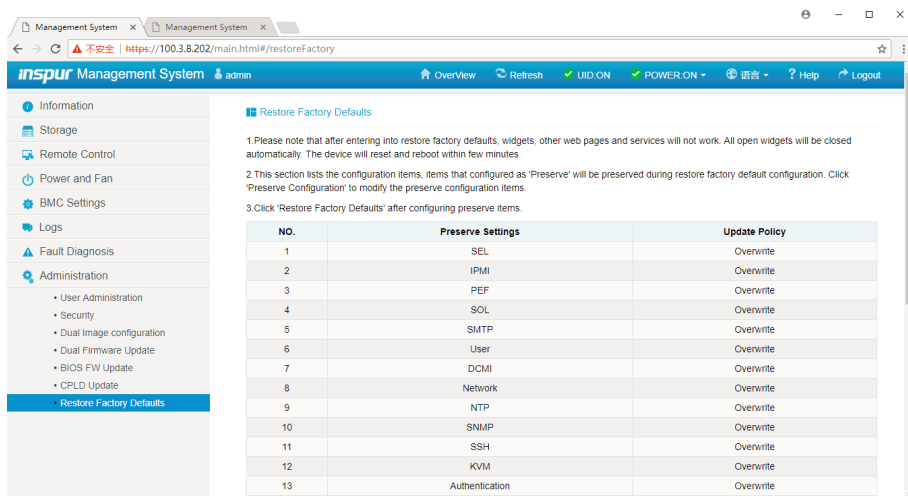 Management System
Management System
不安全 | https://100.3.8.202/main.html#/restoreFactory
inspur Management System admin OverView Refresh UID:ON POWER:ON 语言 Help Logout
Information
Storage
Remote Control
Power and Fan
BMC Settings
Logs
Fault Diagnosis
Administration
• User Administration
• Security
• Dual Image configuration
• Dual Firmware Update
• BIOS FW Update
• CPLD Update
• Restore Factory Defaults
Restore Factory Defaults
1.Please note that after entering into restore factory defaults, widgets, other web pages and services will not work. All open widgets will be closed
automatically. The device will reset and reboot within few minutes.
2.This section lists the configuration items, items that configured as 'Preserve' will be preserved during restore factory default configuration. Click
'Preserve Configuration' to modify the preserve configuration items.
3.Click 'Restore Factory Defaults' after configuring preserve items.
NO. Preserve Settings Update Policy
1 SEL Overwrite
2 IPMI Overwrite
3 PEF Overwrite
4 SOL Overwrite
5 SMTP Overwrite
6 User Overwrite
7 DCMI Overwrite
8 Network Overwrite
9 NTP Overwrite
10 SNMP Overwrite
11 SSH Overwrite
12 KVM Overwrite
13 Authentication Overwrite